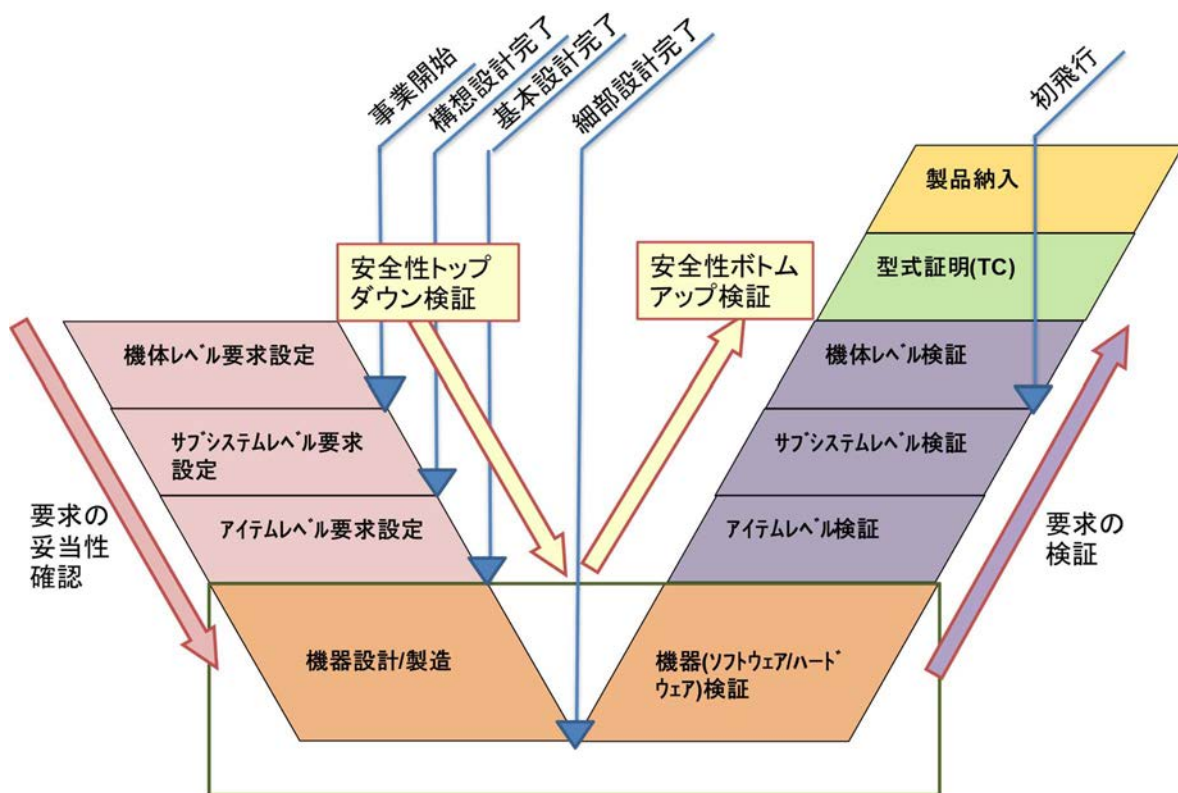 事業開始
構想設計完了
基本設計完了
細部設計完了
初飛行
製品納入
型式証明(TC)
安全性トップ
ダウン検証
安全性ボトム
アップ検証
機体ﾚﾍﾞﾙ要求設定
機体ﾚﾍﾞﾙ検証
ｻﾌﾞｼｽﾃﾑﾚﾍﾞﾙ要求
設定
ｻﾌﾞｼｽﾃﾑﾚﾍﾞﾙ検証
ｱｲﾃﾑﾚﾍﾞﾙ要求設定
ｱｲﾃﾑﾚﾍﾞﾙ検証
要求の
妥当性
確認
要求の
検証
機器設計/製造
機器(ｿﾌﾄｳｪｱ/ﾊｰﾄﾞ
ｳｪｱ)検証